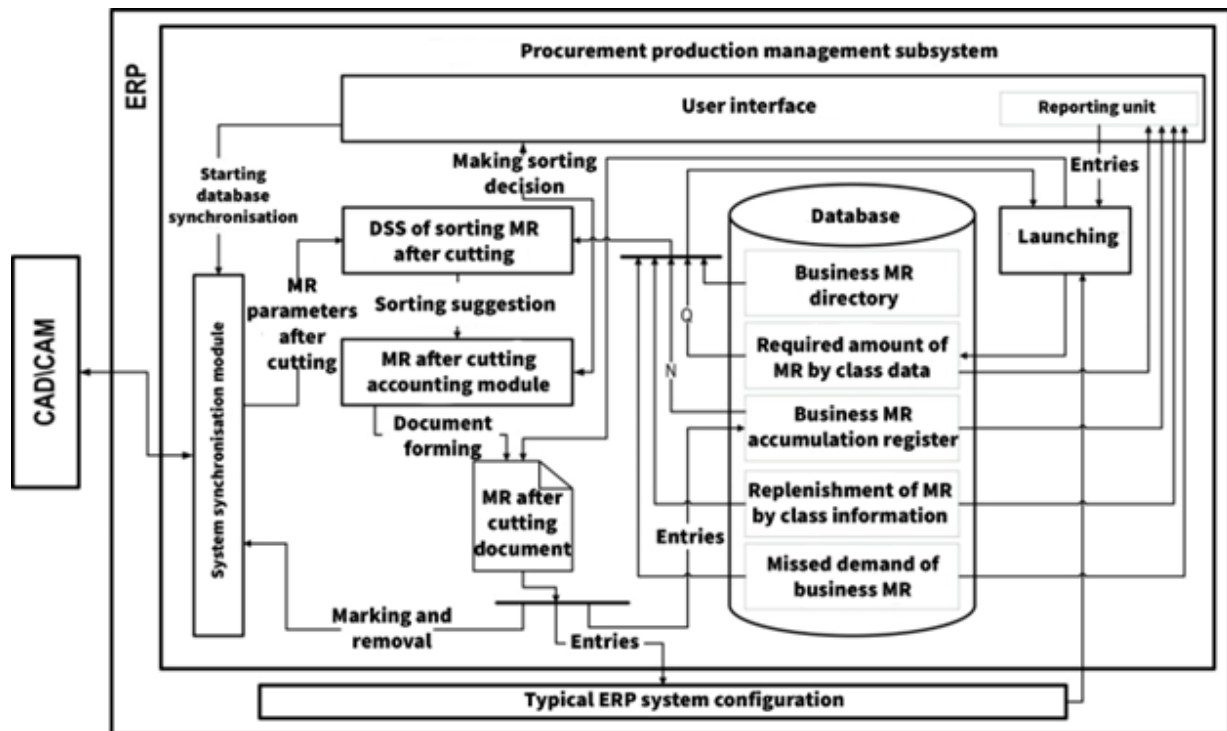 ERP
Procurement production management subsystem
User interface
Reporting unit
Entries
Starting
database
synchronisation
Making sorting
decision
DSS of sorting MR
after cutting
MR
parameters
after
cutting
Sorting suggestion
MR after cutting
accounting module
Document
forming
MR after
cutting
document
CAD\CAM
System synchronisation module
Database
Business MR
directory
Required amount of
MR by class data
Business MR
accumulation register
Replenishment of MR
by class information
Missed demand of
business MR
Launching
Q
N
Entries
Marking and
removal
Entries
Typical ERP system configuration